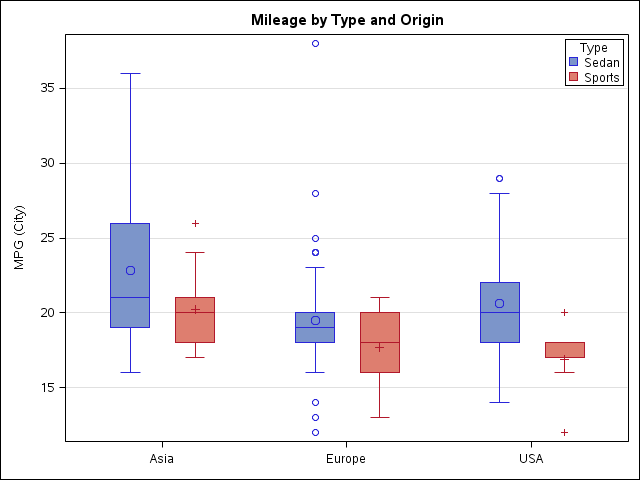 Mileage by Type and Origin
Type
Sedan
Sports
MPG (City)
35
30
25
20
15
Asia
Europe
USA